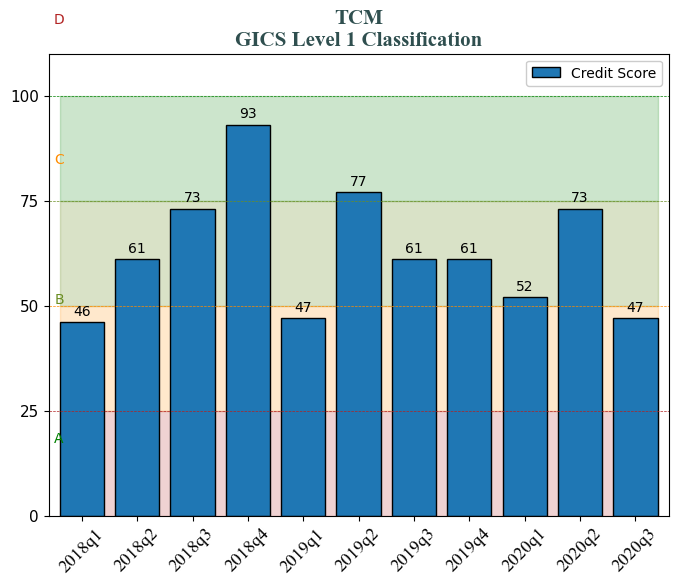 D
TCM
GICS Level 1 Classification
Credit Score
100
75
50
25
0
C
B
A
46
61
73
93
47
77
61
61
52
73
47
2018q1
2018q2
2018q3
2018q4
2019q1
2019q2
2019q3
2019q4
2020q1
2020q2
2020q3